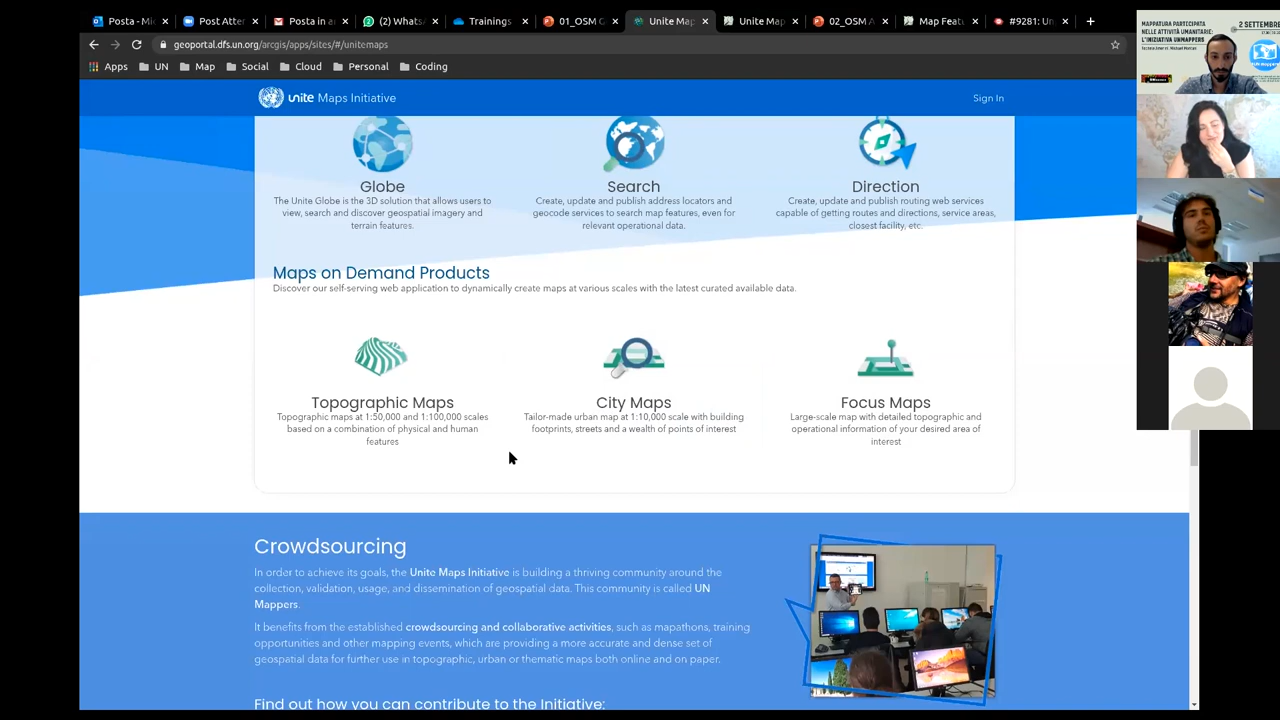 Posta -
Post Atter
Posta in a
(2) Whats
Trainings
01_OSM
Unite Map
Unite Map
02_OSM A
Map Featu
#9281: Un
geoportal.dfs.un.org/arcgis/apps/sites/#/unitemaps
Apps
UN
Map
Social
Cloud
Personal
Coding
unite Maps Initiative
Sign In
Globe
The Unite Globe is the 3D solution that allows users to
view, search and discover geospatial imagery and
terrain features.
Search
Create, update and publish address locators and
geocode services to search map features, even for
relevant operational data.
Direction
Create, update and publish routing web services
capable of getting routes and directions, service areas,
closest facility, etc.
Maps on Demand Products
Discover our self-serving web application to dynamically create maps at various scales with the latest curated available data.
Topographic Maps
Topographic maps at 1:50,000 and 1:100,000 scales
based on a combination of physical and human
features
City Maps
Tailor-made urban map at 1:10,000 scale with building
footprints, streets and a wealth of points of interest
Focus Maps
Large-scale map with detailed topographic and
operational information of your desired area of
interest
Crowdsourcing
In order to achieve its goals, the Unite Maps Initiative is building a thriving community around the
collection, validation, usage, and dissemination of geospatial data. This community is called UN
Mappers.
It benefits from the established crowdsourcing and collaborative activities, such as mapathons, training
opportunities and other mapping events, which are providing a more accurate and dense set of
geospatial data for further use in topographic, urban or thematic maps both online and on paper.
Find out how you can contribute to the Initiative:
MAPPATURA PARTECIPATA
NELLE ATTIVITÀ UMANITARIE:
L'INIZIATIVA UNMAPPERS
2 SETTEMBRE